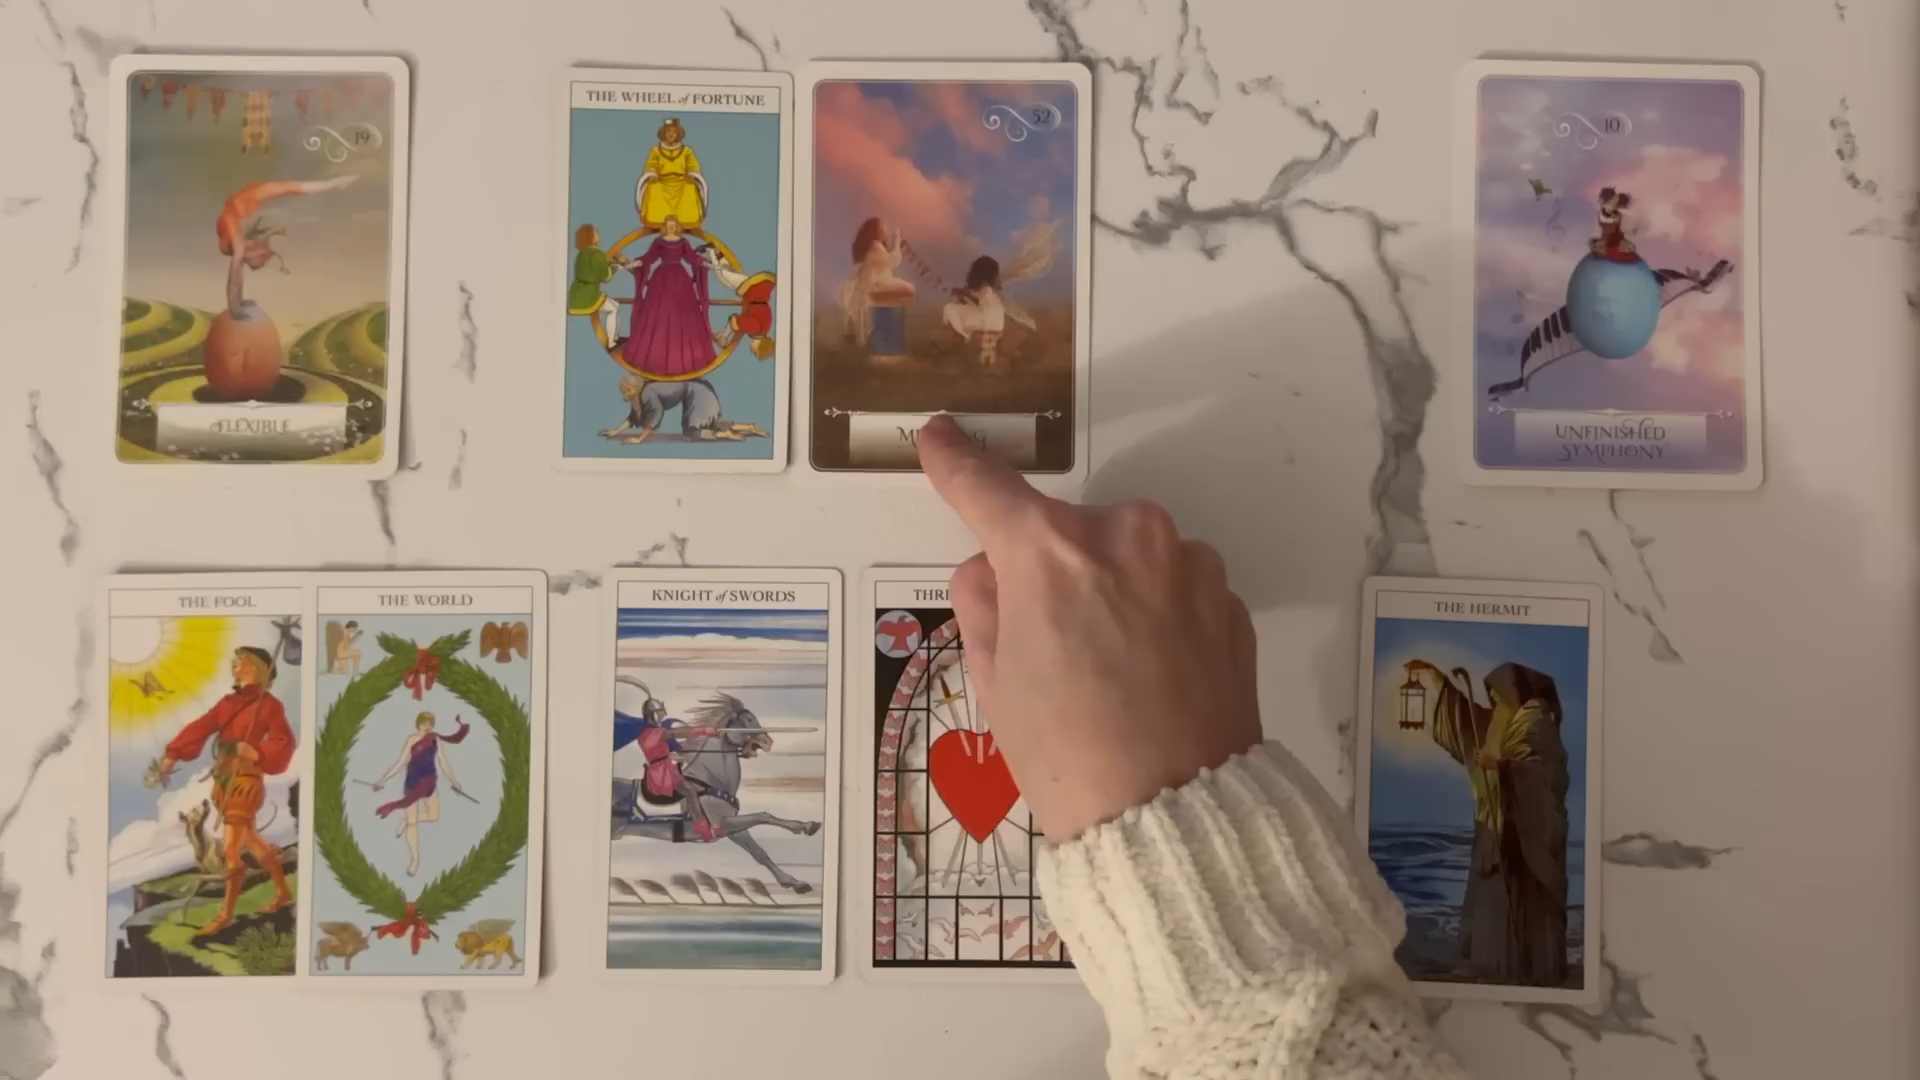 19
FLEXIBLE
THE WHEEL of FORTUNE
52
10
UNFINISHED
SYMPHONY
THE FOOL
THE WORLD
KNIGHT of SWORDS
THE HERMIT